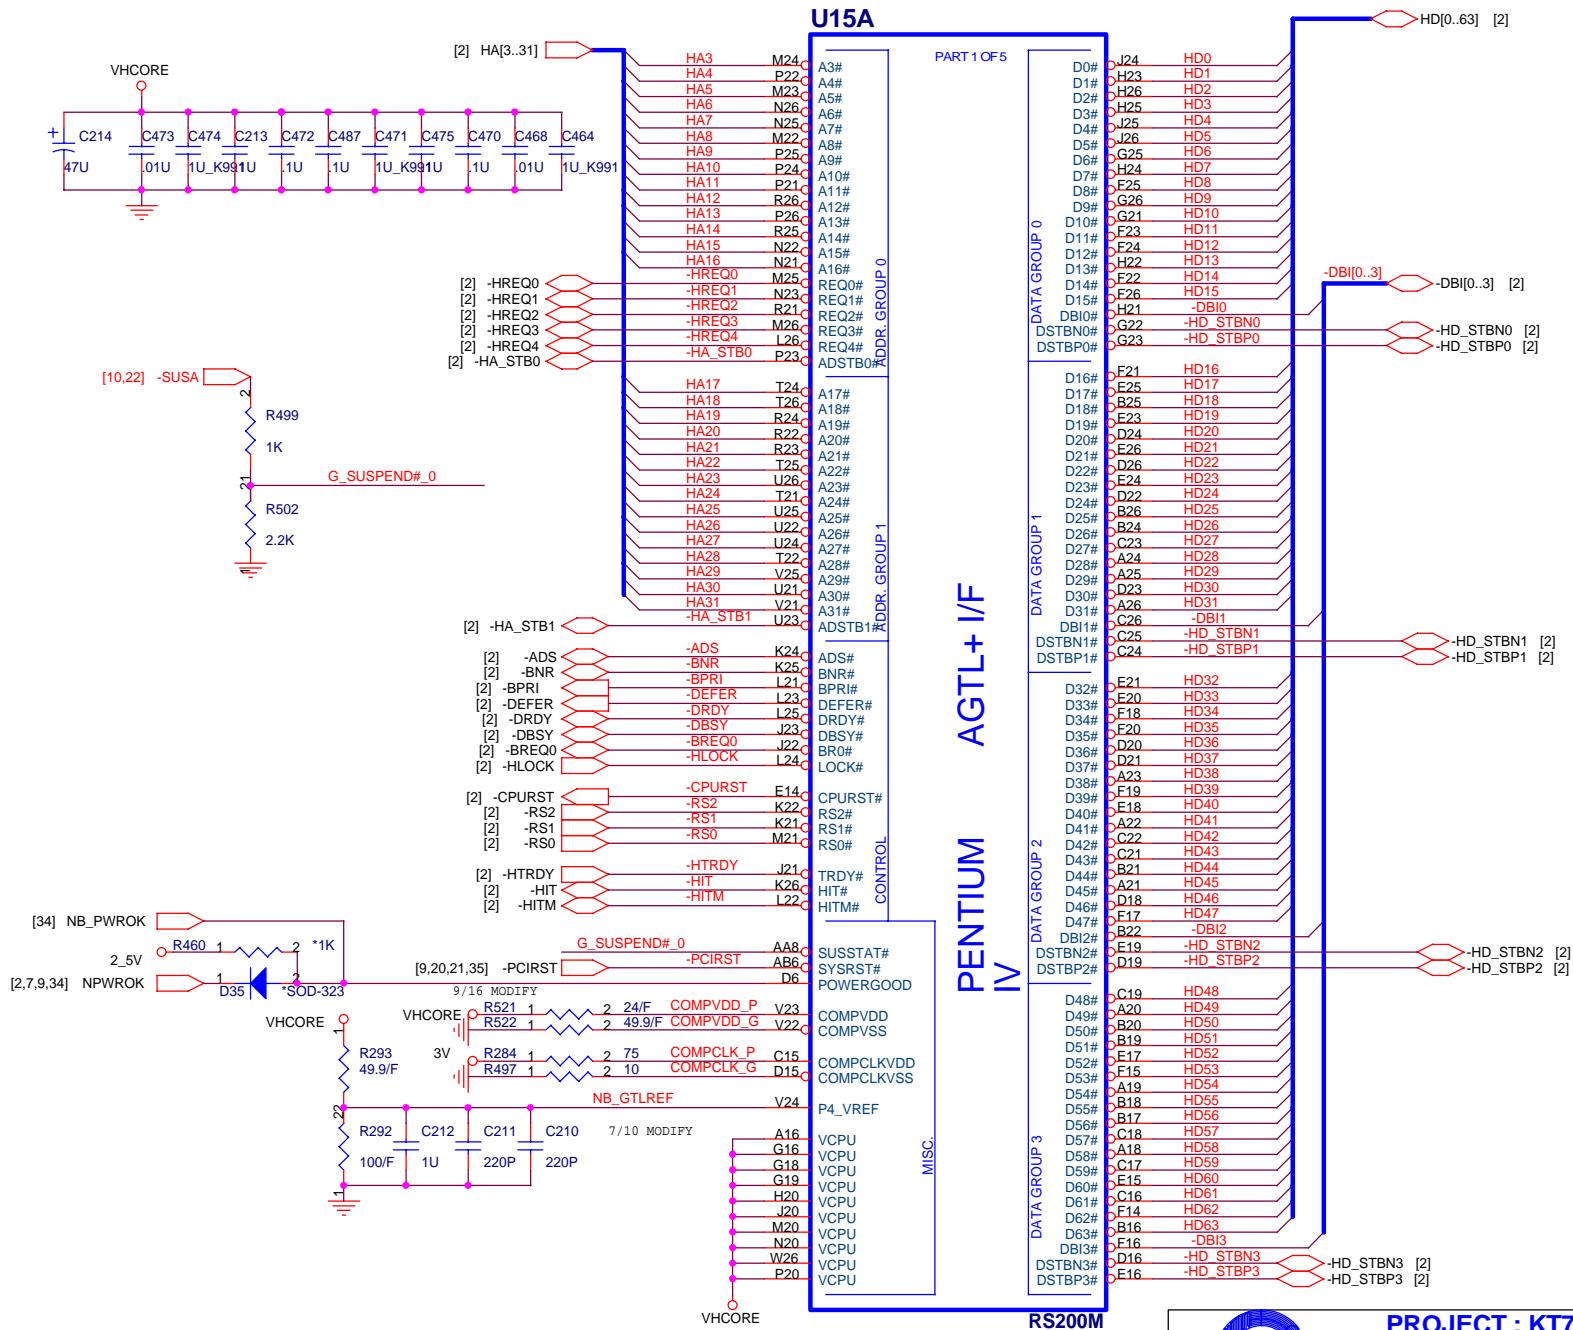 U15A
HD[0..63] [2]
[2] HA[3..31]
PART 1 OF 5
VHCORE
C214 C473 C474 C213 C472 C487 C471 C475 C470 C468 C464
47U .01U 1U_K991 1U .1U .1U 1U_K991 1U .1U .01U 1U_K991
HA3 M24 A3#
HA4 P22 A4#
HA5 M23 A5#
HA6 N26 A6#
HA7 N25 A7#
HA8 M22 A8#
HA9 P25 A9#
HA10 P24 A10#
HA11 P21 A11#
HA12 R26 A12#
HA13 P26 A13#
HA14 R25 A14#
HA15 N22 A15#
HA16 N21 A16#
[2] -HREQ0 -HREQ0 M25 REQ0#
[2] -HREQ1 -HREQ1 N23 REQ1#
[2] -HREQ2 -HREQ2 R21 REQ2#
[2] -HREQ3 -HREQ3 M26 REQ3#
[2] -HREQ4 -HREQ4 L26 REQ4#
[2] -HA_STB0 -HA_STB0 P23 ADSTB0#
ADDR. GROUP 0
[10,22] -SUSA
2
R499
1K
2 1
G_SUSPEND#_0
R502
2.2K
1
HA17 T24 A17#
HA18 T26 A18#
HA19 R24 A19#
HA20 R22 A20#
HA21 R23 A21#
HA22 T25 A22#
HA23 U26 A23#
HA24 T21 A24#
HA25 U25 A25#
HA26 U22 A26#
HA27 U24 A27#
HA28 T22 A28#
HA29 V25 A29#
HA30 U21 A30#
HA31 V21 A31#
[2] -HA_STB1 -HA_STB1 U23 ADSTB1#
ADDR. GROUP 1
[2] -ADS -ADS K24 ADS#
[2] -BNR -BNR K25 BNR#
[2] -BPRI -BPRI L21 BPRI#
[2] -DEFER -DEFER L23 DEFER#
[2] -DRDY -DRDY L25 DRDY#
[2] -DBSY -DBSY J23 DBSY#
[2] -BREQ0 -BREQ0 J22 BR0#
[2] -HLOCK -HLOCK L24 LOCK#
[2] -CPURST -CPURST E14 CPURST#
[2] -RS2 -RS2 K22 RS2#
[2] -RS1 -RS1 K21 RS1#
[2] -RS0 -RS0 M21 RS0#
[2] -HTRDY -HTRDY J21 TRDY#
[2] -HIT -HIT K26 HIT#
[2] -HITM -HITM L22 HITM#
CONTROL
[34] NB_PWROK
R460 1 2 *1K
2_5V
[2,7,9,34] NPWROK 1 2
D35 *SOD-323
G_SUSPEND#_0 AA8 SUSSTAT#
[9,20,21,35] -PCIRST -PCIRST AB6 SYSRST#
D6 POWERGOOD
9/16 MODIFY
VHCORE R521 1 2 24/F COMPVDD_P V23 COMPVDD
R522 1 2 49.9/F COMPVDD_G V22 COMPVSS
3V R284 1 2 75 COMPCLK_P C15 COMPCLKVDD
R497 1 2 10 COMPCLK_G D15 COMPCLKVSS
VHCORE
1
R293
49.9/F
2 2
NB_GTLREF V24 P4_VREF
7/10 MODIFY
R292 C212 C211 C210
100/F 1U 220P 220P
1
A16 VCPU
G16 VCPU
G18 VCPU
G19 VCPU
H20 VCPU
J20 VCPU
M20 VCPU
N20 VCPU
W26 VCPU
P20 VCPU
MISC.
VHCORE
AGTL+ I/F
PENTIUM
IV
D0# J24 HD0
D1# H23 HD1
D2# H26 HD2
D3# H25 HD3
D4# J25 HD4
D5# J26 HD5
D6# G25 HD6
D7# H24 HD7
D8# F25 HD8
D9# G26 HD9
D10# G21 HD10
D11# F23 HD11
D12# F24 HD12
D13# H22 HD13
D14# F22 HD14
D15# F26 HD15
DBI0# H21 -DBI0
DSTBN0# G22 -HD_STBN0 -HD_STBN0 [2]
DSTBP0# G23 -HD_STBP0 -HD_STBP0 [2]
DATA GROUP 0
-DBI[0..3] -DBI[0..3] [2]
D16# F21 HD16
D17# E25 HD17
D18# B25 HD18
D19# E23 HD19
D20# D24 HD20
D21# E26 HD21
D22# D26 HD22
D23# E24 HD23
D24# D22 HD24
D25# B26 HD25
D26# B24 HD26
D27# C23 HD27
D28# A24 HD28
D29# A25 HD29
D30# D23 HD30
D31# A26 HD31
DBI1# C26 -DBI1
DSTBN1# C25 -HD_STBN1 -HD_STBN1 [2]
DSTBP1# C24 -HD_STBP1 -HD_STBP1 [2]
DATA GROUP 1
D32# E21 HD32
D33# E20 HD33
D34# F18 HD34
D35# F20 HD35
D36# D20 HD36
D37# D21 HD37
D38# A23 HD38
D39# F19 HD39
D40# E18 HD40
D41# A22 HD41
D42# C22 HD42
D43# C21 HD43
D44# B21 HD44
D45# A21 HD45
D46# D18 HD46
D47# F17 HD47
DBI2# B22 -DBI2
DSTBN2# E19 -HD_STBN2 -HD_STBN2 [2]
DSTBP2# D19 -HD_STBP2 -HD_STBP2 [2]
DATA GROUP 2
D48# C19 HD48
D49# A20 HD49
D50# B20 HD50
D51# B19 HD51
D52# E17 HD52
D53# F15 HD53
D54# A19 HD54
D55# B18 HD55
D56# B17 HD56
D57# C18 HD57
D58# A18 HD58
D59# C17 HD59
D60# E15 HD60
D61# C16 HD61
D62# F14 HD62
D63# B16 HD63
DBI3# F16 -DBI3
DSTBN3# D16 -HD_STBN3 -HD_STBN3 [2]
DSTBP3# E16 -HD_STBP3 -HD_STBP3 [2]
DATA GROUP 3
RS200M
PROJECT : KT7